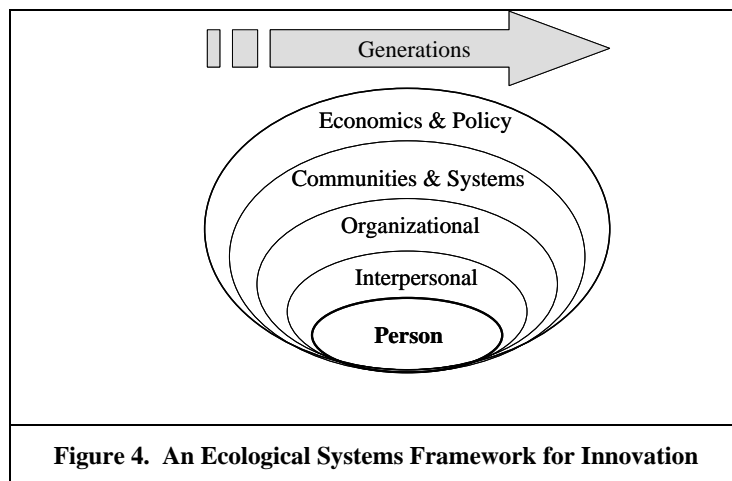 Generations
Economics & Policy
Communities & Systems
Organizational
Interpersonal
Person
Figure 4. An Ecological Systems Framework for Innovation